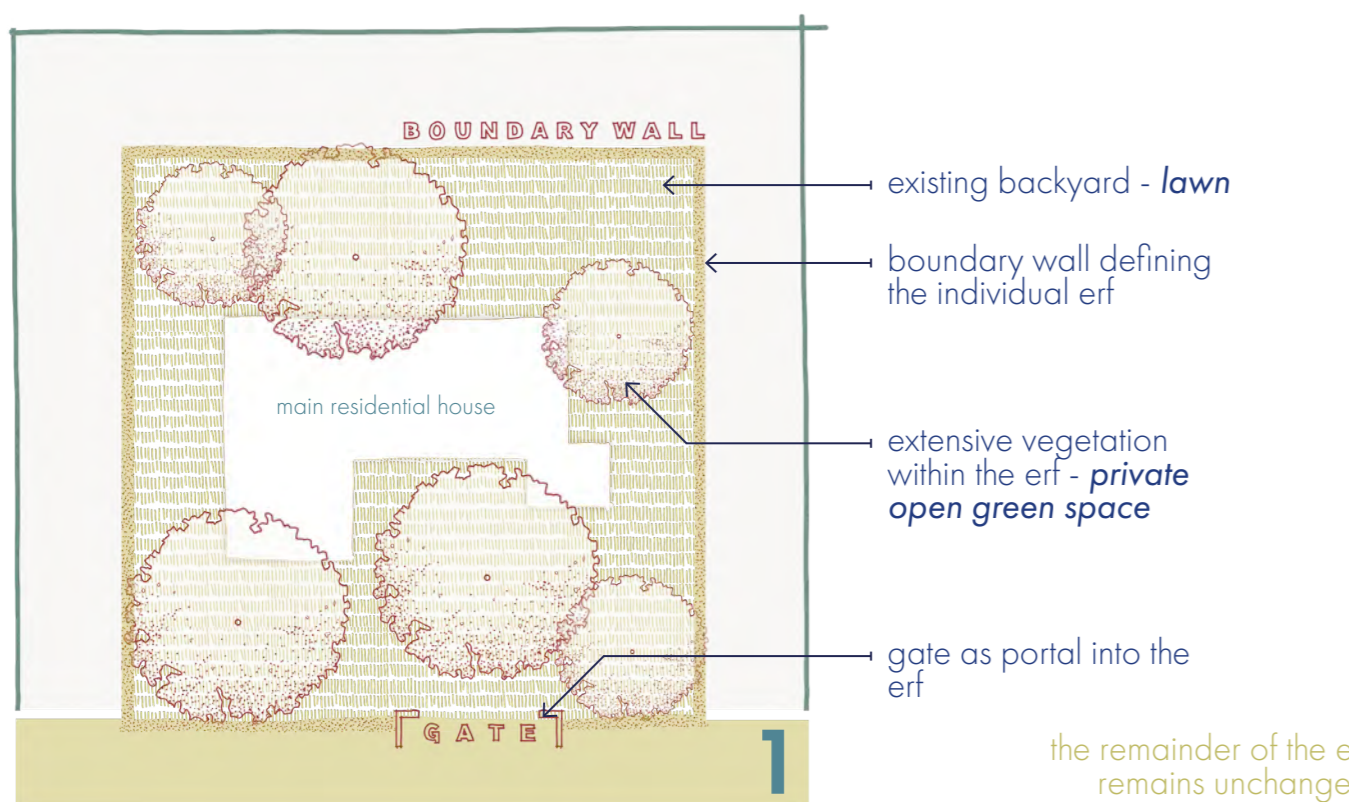 BOUNDARY WALL
existing backyard - lawn
boundary wall defining
the individual erf
main residential house
extensive vegetation
within the erf - private
open green space
gate as portal into the
erf
GATE
1
the remainder of the e
remains unchange